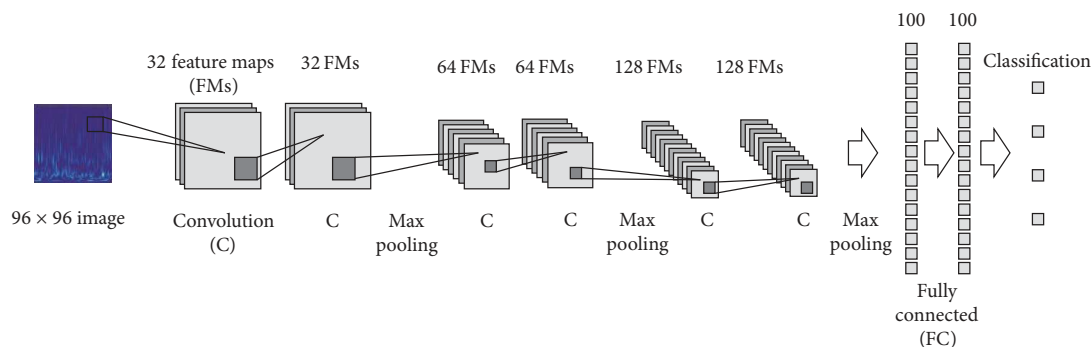 100
100
32 feature maps
(FMs)
32 FMs
64 FMs
64 FMs
128 FMs
128 FMs
Classification
96 × 96 image
Convolution
(C)
C
Max
pooling
C
C
Max
pooling
C
C
Max
pooling
Fully
connected
(FC)